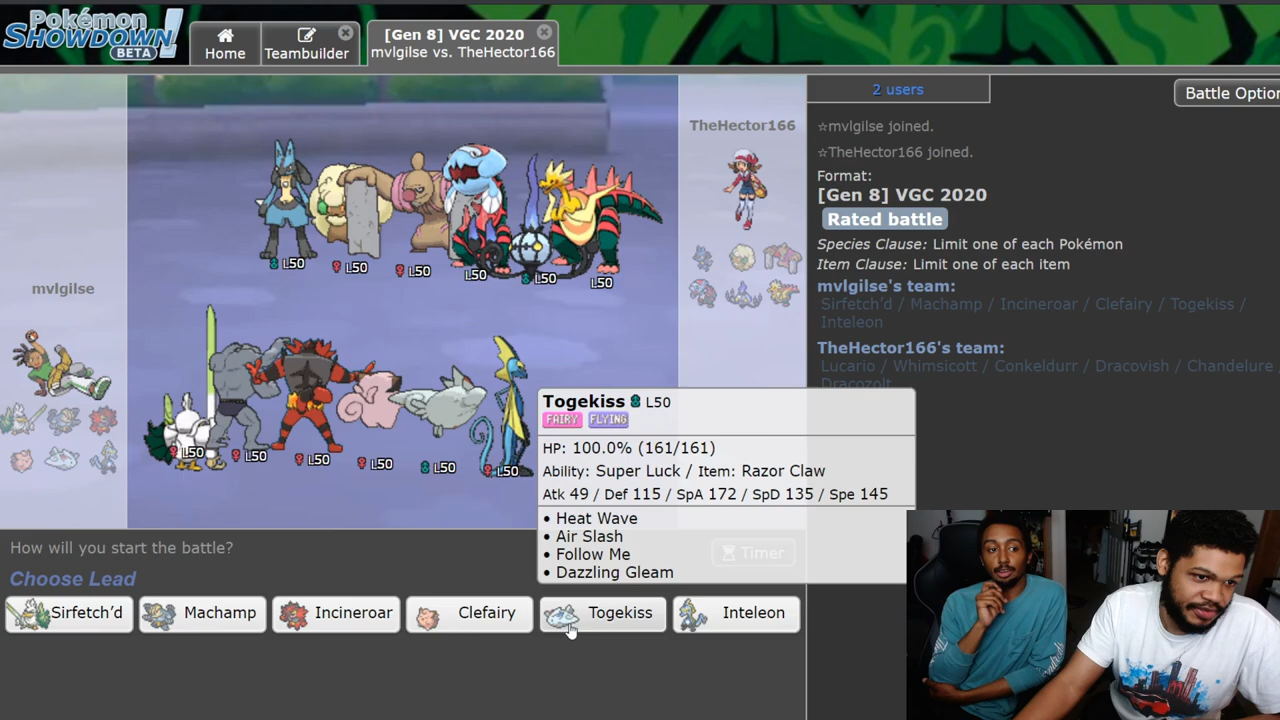 Pokémon
SHOWDOWN!
BETA
Home
Teambuilder
[Gen 8] VGC 2020
mvlgilse vs. TheHector166
2 users
Battle Option
☆mvlgilse joined.
☆TheHector166 joined.
Format:
[Gen 8] VGC 2020
Rated battle
Species Clause: Limit one of each Pokémon
Item Clause: Limit one of each item
mvlgilse's team:
Sirfetch'd / Machamp / Incineroar / Clefairy / Togekiss /
Inteleon
TheHector166's team:
Lucario / Whimsicott / Conkeldurr / Dracovish / Chandelure /
Dracozolt
TheHector166
mvlgilse
L50
L50
L50
L50
L50
L50
L50
L50
L50
L50
L50
L50
Togekiss L50
FAIRY FLYING
HP: 100.0% (161/161)
Ability: Super Luck / Item: Razor Claw
Atk 49 / Def 115 / SpA 172 / SpD 135 / Spe 145
• Heat Wave
• Air Slash
• Follow Me
• Dazzling Gleam
Timer
How will you start the battle?
Choose Lead
Sirfetch'd
Machamp
Incineroar
Clefairy
Togekiss
Inteleon